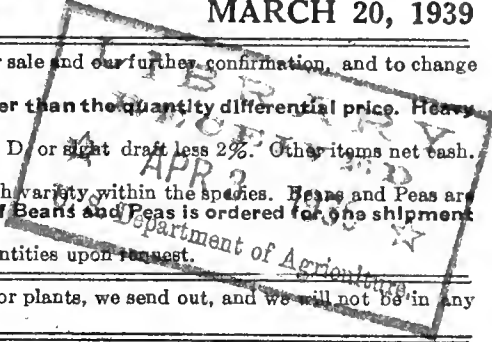 MARCH 20, 1939
sale and our further confirmation, and to change
er than the quantity differential price. Heavy
D. or sight draft less 2%. Other items net cash.
h variety within the species. Beans and Peas are
f Beans and Peas is ordered for one shipment
ntities upon request.
or plants, we send out, and we will not be in any
LIBRARY
RECEIVED
☆ APR 3 1939 ☆
U. S. Department of Agriculture